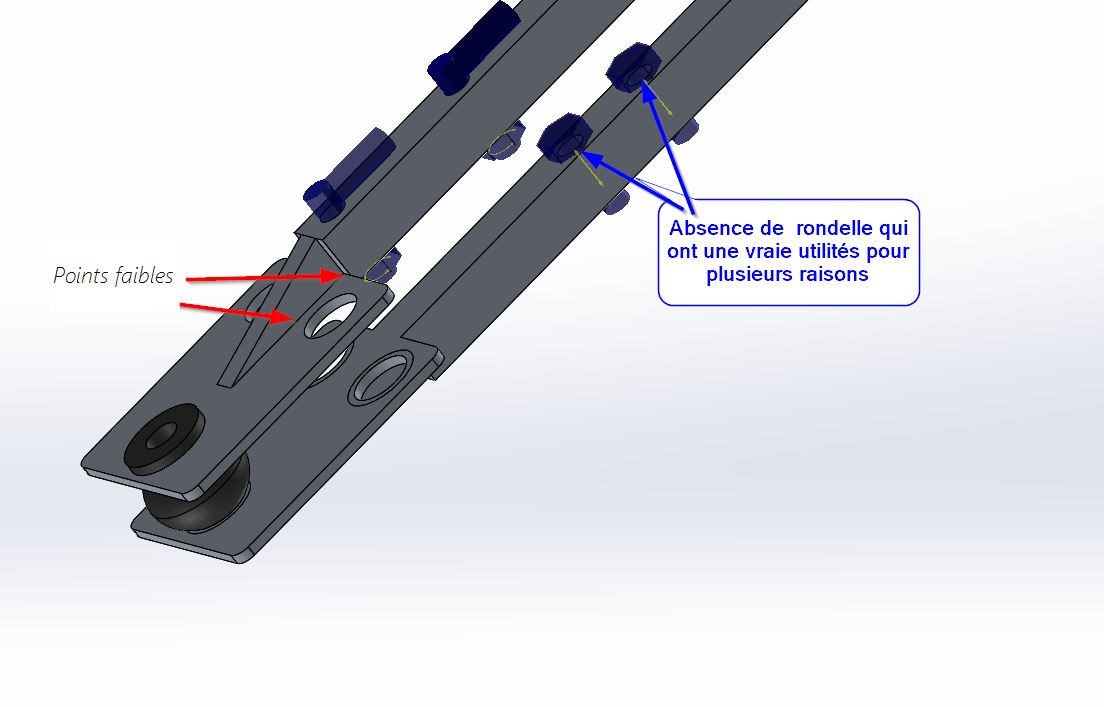 Points faibles
Absence de rondelle qui
ont une vraie utilités pour
plusieurs raisons